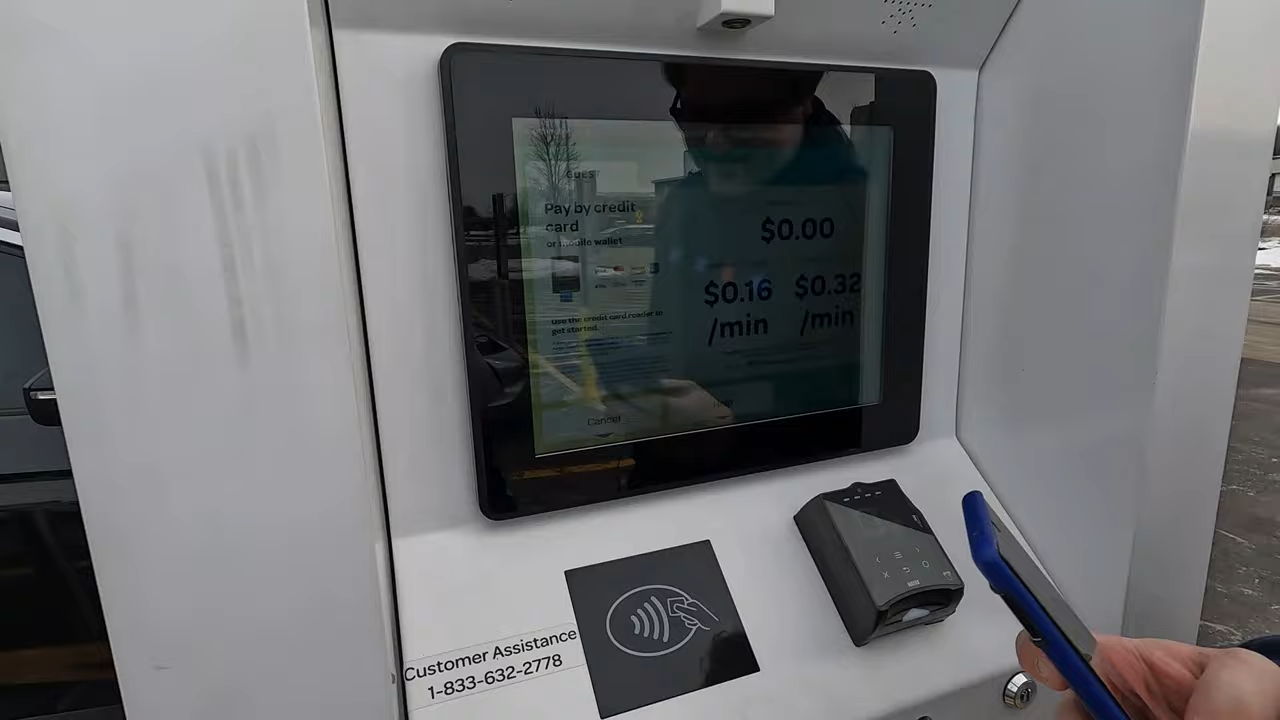 GUEST
Pay by credit
card
or mobile wallet
Use the credit card reader to
get started.
Cancel
$0.00
$0.16
/min
$0.32
/min
Customer Assistance
1-833-632-2778